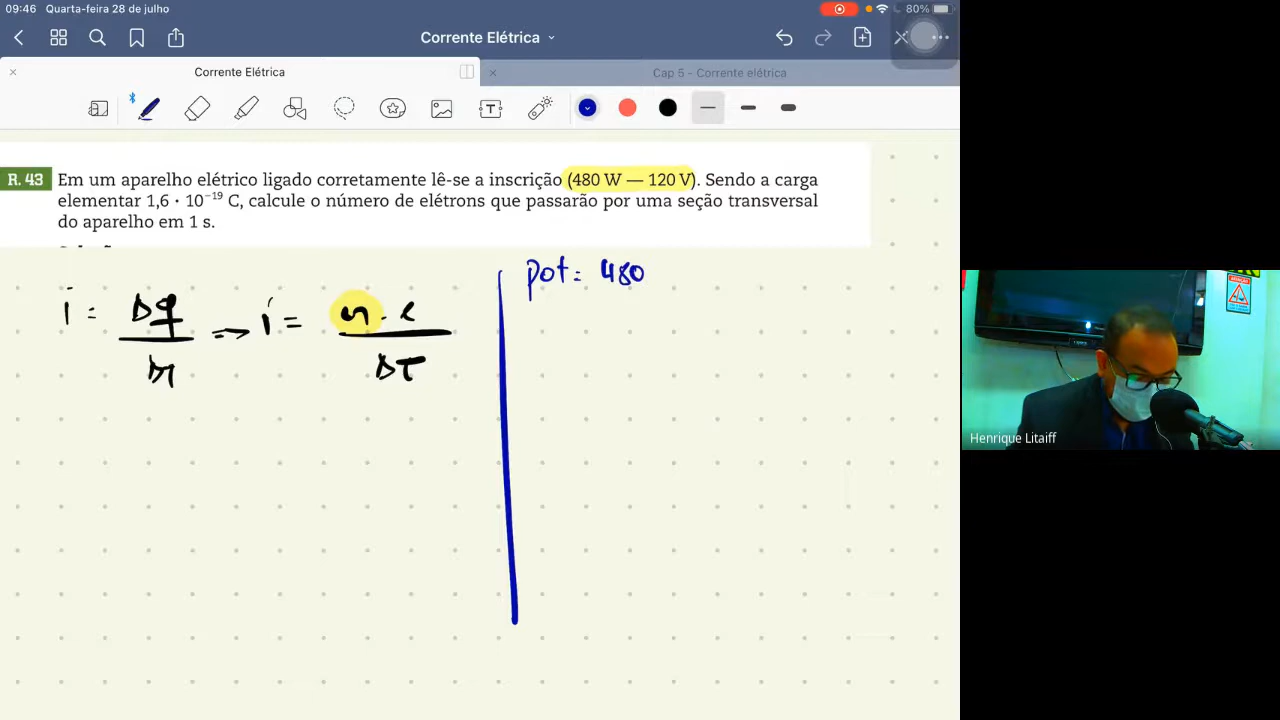 09:46 Quarta-feira 28 de julho 80%
Corrente Elétrica
Corrente Elétrica Cap 5 - Corrente elétrica
R. 43 Em um aparelho elétrico ligado corretamente lê-se a inscrição (480 W — 120 V). Sendo a carga
elementar 1,6 · 10⁻¹⁹ C, calcule o número de elétrons que passarão por uma seção transversal
do aparelho em 1 s.
pot = 480
i = Δq / Δt => i = n · e / Δt
Henrique Litaiff